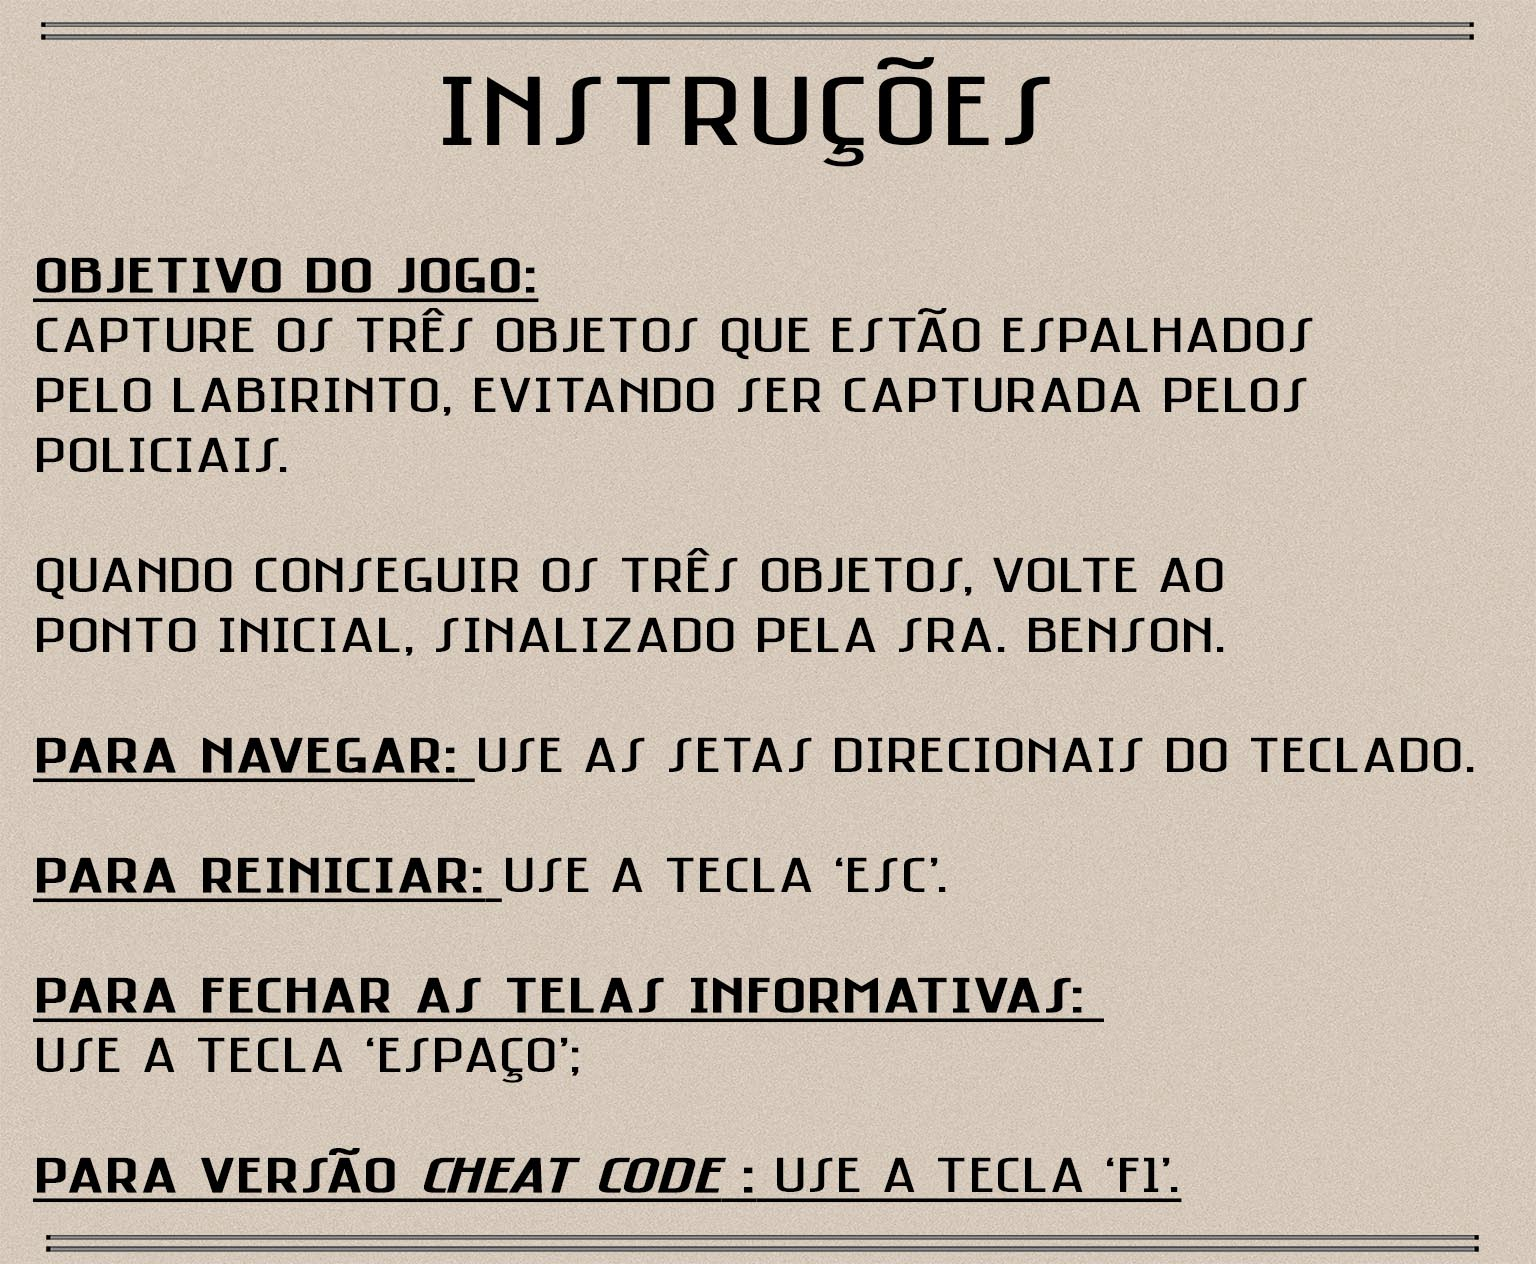 INSTRUÇÕES
OBJETIVO DO JOGO:
CAPTURE OS TRÊS OBJETOS QUE ESTÃO ESPALHADOS
PELO LABIRINTO, EVITANDO SER CAPTURADA PELOS
POLICIAIS.
QUANDO CONSEGUIR OS TRÊS OBJETOS, VOLTE AO
PONTO INICIAL, SINALIZADO PELA SRA. BENSON.
PARA NAVEGAR: USE AS SETAS DIRECIONAIS DO TECLADO.
PARA REINICIAR: USE A TECLA ‘ESC’.
PARA FECHAR AS TELAS INFORMATIVAS:
USE A TECLA ‘ESPAÇO’;
PARA VERSÃO CHEAT CODE : USE A TECLA ‘F1’.